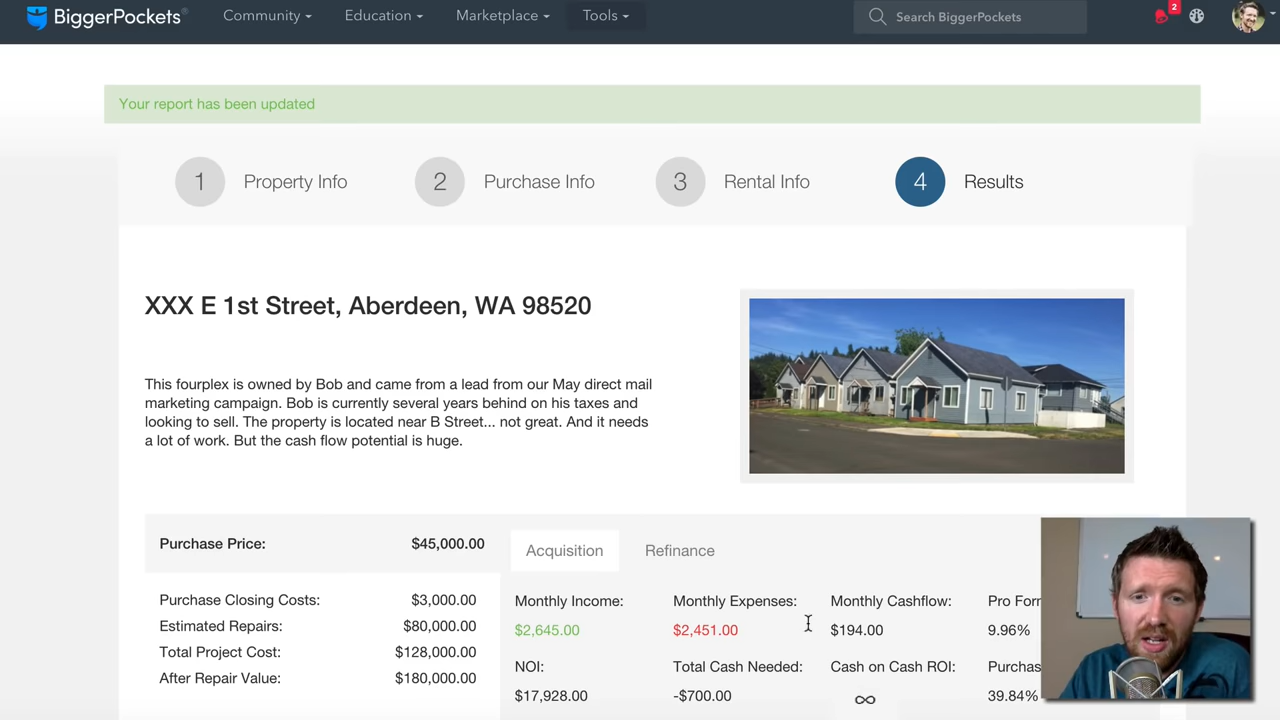 BiggerPockets®
Community
Education
Marketplace
Tools
Search BiggerPockets
2
Your report has been updated
1 Property Info
2 Purchase Info
3 Rental Info
4 Results
XXX E 1st Street, Aberdeen, WA 98520
This fourplex is owned by Bob and came from a lead from our May direct mail
marketing campaign. Bob is currently several years behind on his taxes and
looking to sell. The property is located near B Street... not great. And it needs
a lot of work. But the cash flow potential is huge.
Purchase Price: $45,000.00
Purchase Closing Costs: $3,000.00
Estimated Repairs: $80,000.00
Total Project Cost: $128,000.00
After Repair Value: $180,000.00
Acquisition
Refinance
Monthly Income: Monthly Expenses: Monthly Cashflow: Pro For
$2,645.00 $2,451.00 $194.00 9.96%
NOI: Total Cash Needed: Cash on Cash ROI: Purchas
$17,928.00 -$700.00 ∞ 39.84%